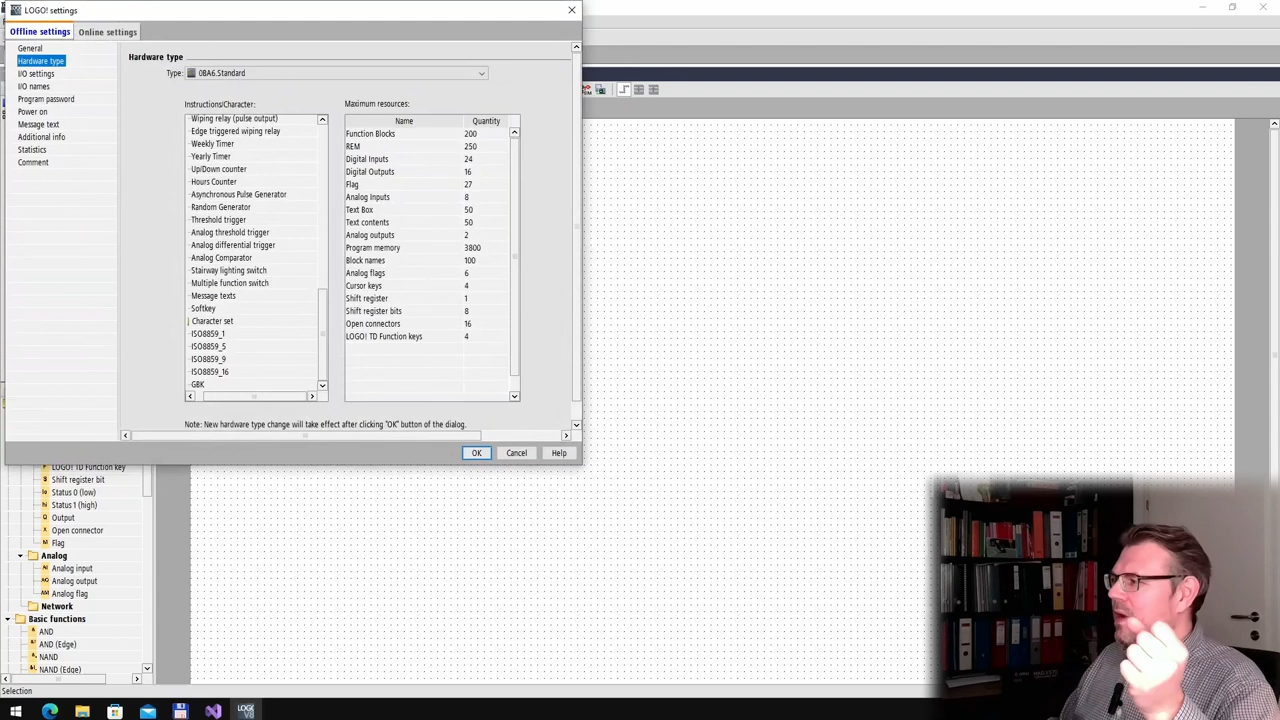 LOGO! settings
Offline settings
Online settings
General
Hardware type
I/O settings
I/O names
Program password
Power on
Message text
Additional info
Statistics
Comment
Hardware type
Type: 0BA6.Standard
Instructions/Character:
Wiping relay (pulse output)
Edge triggered wiping relay
Weekly Timer
Yearly Timer
Up/Down counter
Hours Counter
Asynchronous Pulse Generator
Random Generator
Threshold trigger
Analog threshold trigger
Analog differential trigger
Analog Comparator
Stairway lighting switch
Multiple function switch
Message texts
Softkey
Character set
ISO8859_1
ISO8859_5
ISO8859_9
ISO8859_16
GBK
Maximum resources:
Name Quantity
Function Blocks 200
REM 250
Digital Inputs 24
Digital Outputs 16
Flag 27
Analog Inputs 8
Text Box 50
Text contents 50
Analog outputs 2
Program memory 3800
Block names 100
Analog flags 6
Cursor keys 4
Shift register 1
Shift register bits 8
Open connectors 16
LOGO! TD Function keys 4
Note: New hardware type change will take effect after clicking "OK" button of the dialog.
OK Cancel Help
LOGO! TD Function key
Shift register bit
Status 0 (low)
Status 1 (high)
Output
Open connector
Flag
Analog
Analog input
Analog output
Analog flag
Network
Basic functions
AND
AND (Edge)
NAND
NAND (Edge)
Selection